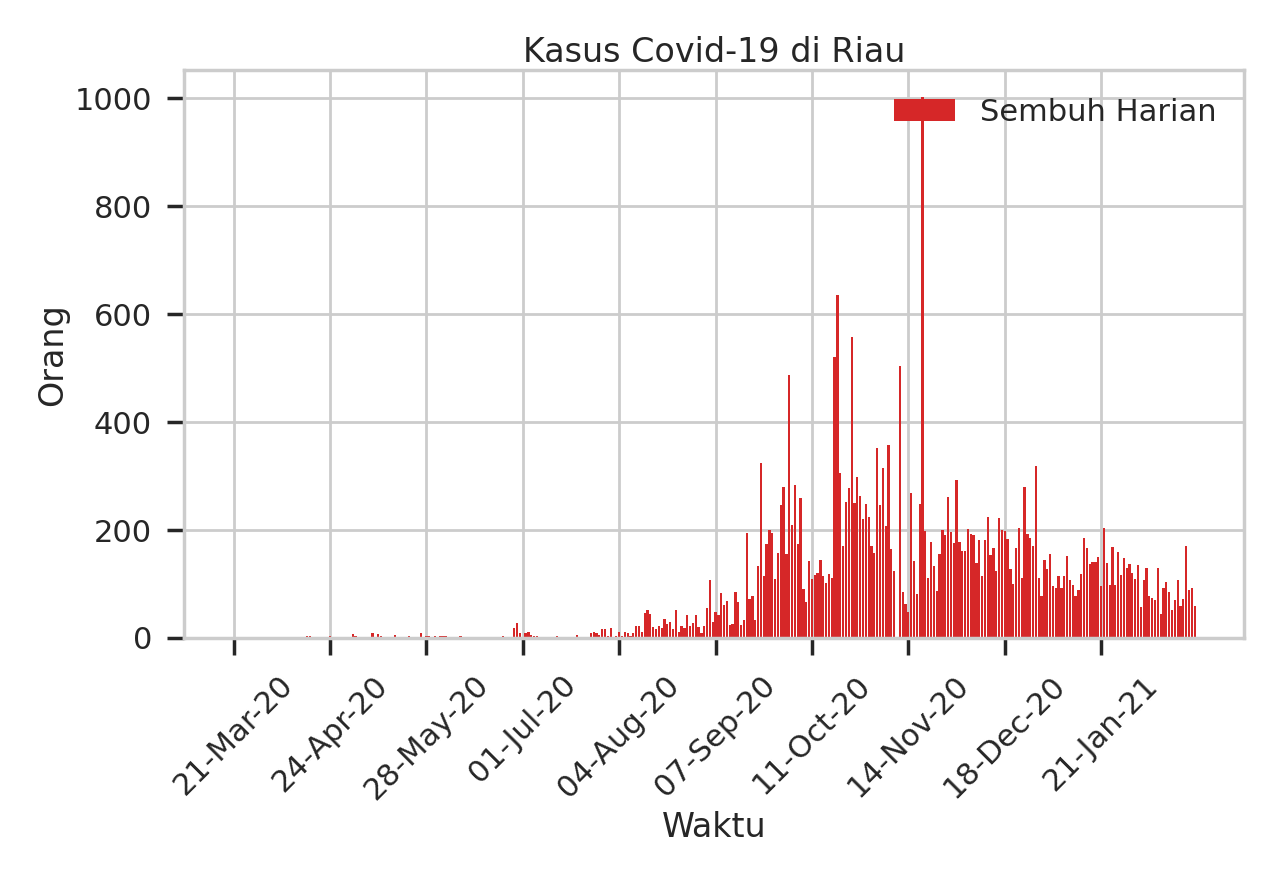 Kasus Covid-19 di Riau
Sembuh Harian
Orang
1000
800
600
400
200
0
21-Mar-20
24-Apr-20
28-May-20
01-Jul-20
04-Aug-20
07-Sep-20
11-Oct-20
14-Nov-20
18-Dec-20
21-Jan-21
Waktu